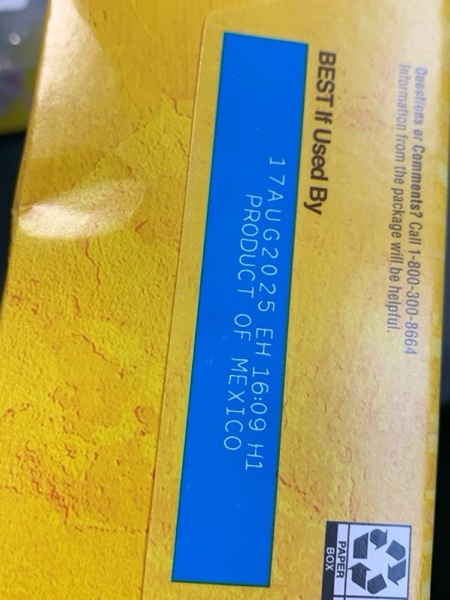 Questions or Comments? Call 1-800-300-8664
Information from the package will be helpful.
BEST If Used By
17AUG2025 EH 16:09 H1
PRODUCT OF MEXICO
PAPER
BOX